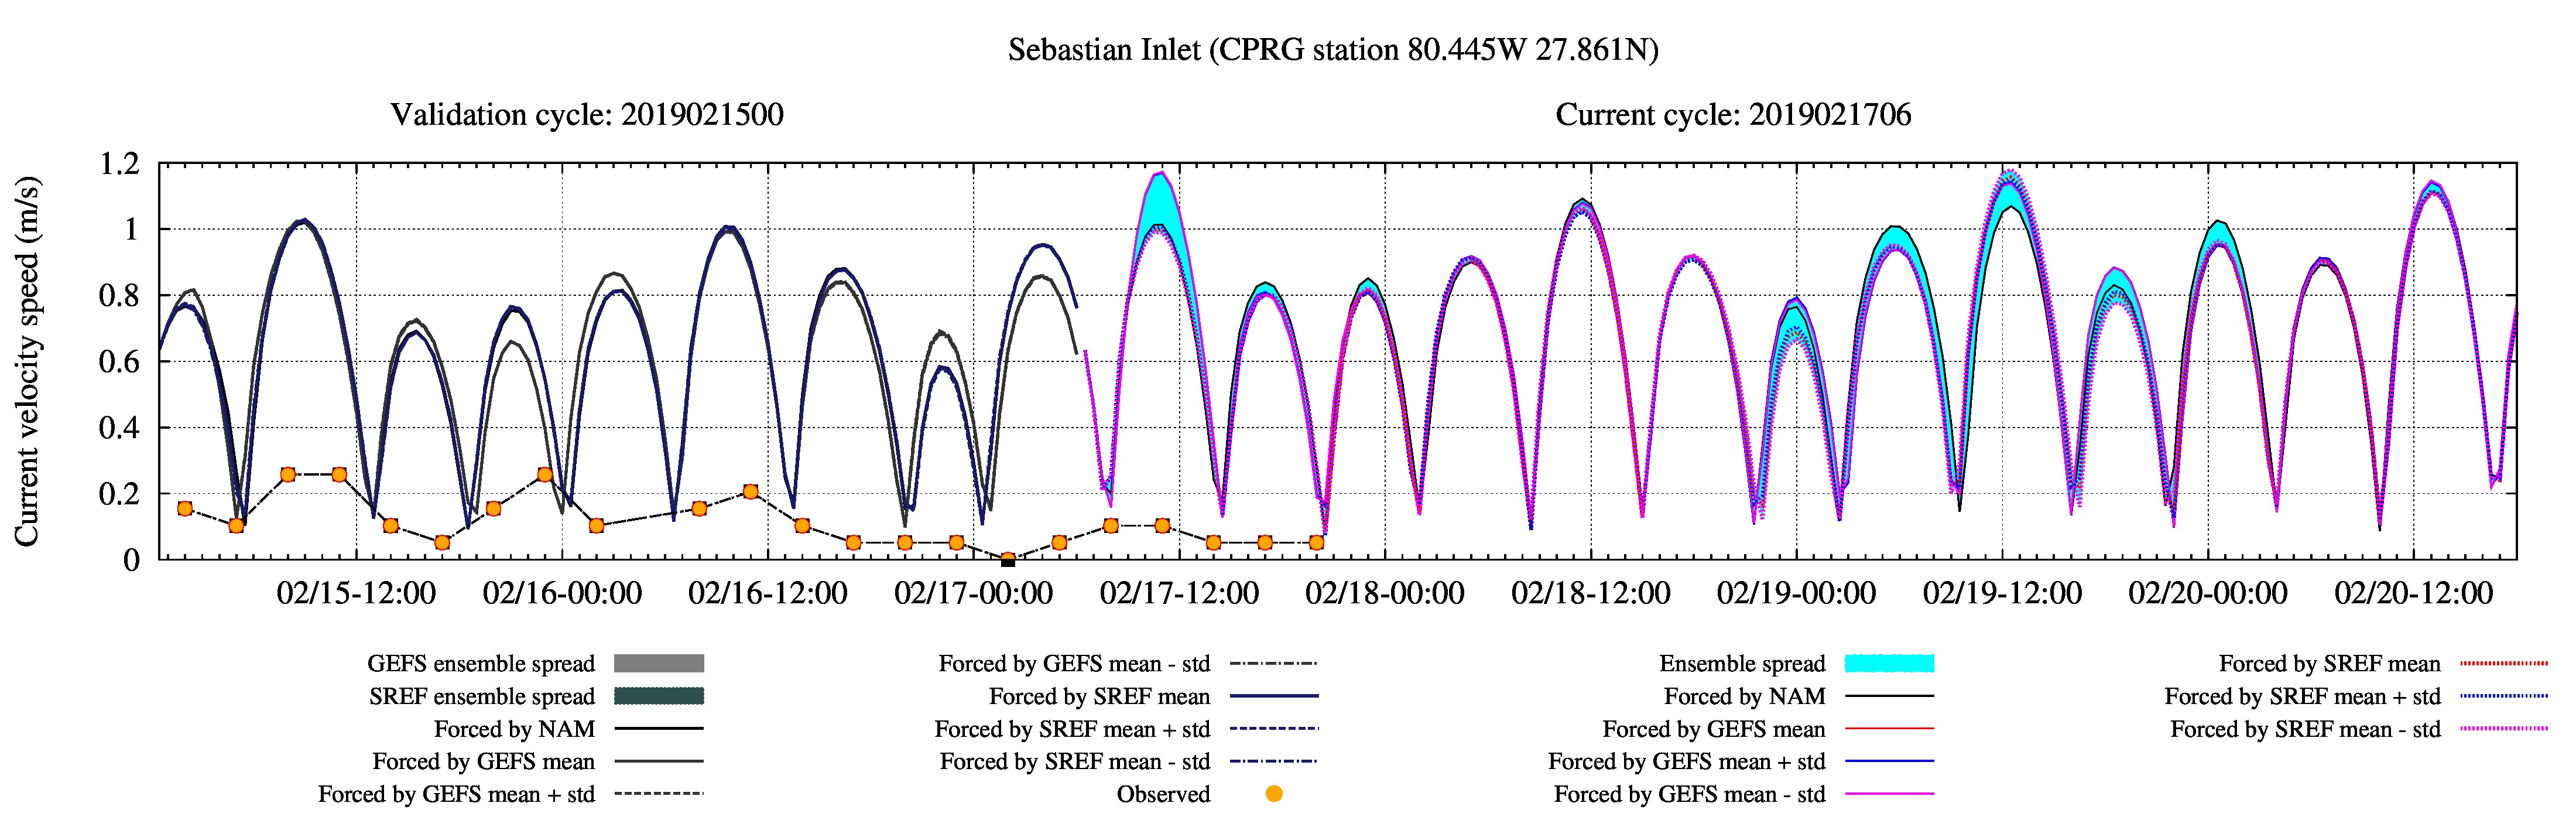 Sebastian Inlet (CPRG station 80.445W 27.861N)
Validation cycle: 2019021500
Current cycle: 2019021706
Current velocity speed (m/s)
1.2
1
0.8
0.6
0.4
0.2
0
02/15-12:00
02/16-00:00
02/16-12:00
02/17-00:00
02/17-12:00
02/18-00:00
02/18-12:00
02/19-00:00
02/19-12:00
02/20-00:00
02/20-12:00
GEFS ensemble spread
SREF ensemble spread
Forced by NAM
Forced by GEFS mean
Forced by GEFS mean + std
Forced by GEFS mean - std
Forced by SREF mean
Forced by SREF mean + std
Forced by SREF mean - std
Observed
Ensemble spread
Forced by NAM
Forced by GEFS mean
Forced by GEFS mean + std
Forced by GEFS mean - std
Forced by SREF mean
Forced by SREF mean + std
Forced by SREF mean - std